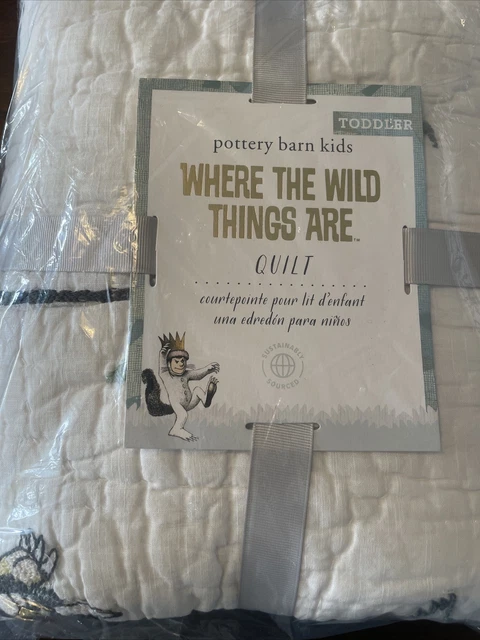 TODDLER
pottery barn kids
WHERE THE WILD
THINGS ARE™
QUILT
courtepointe pour lit d'enfant
una edredón para niños
SUSTAINABLY
SOURCED